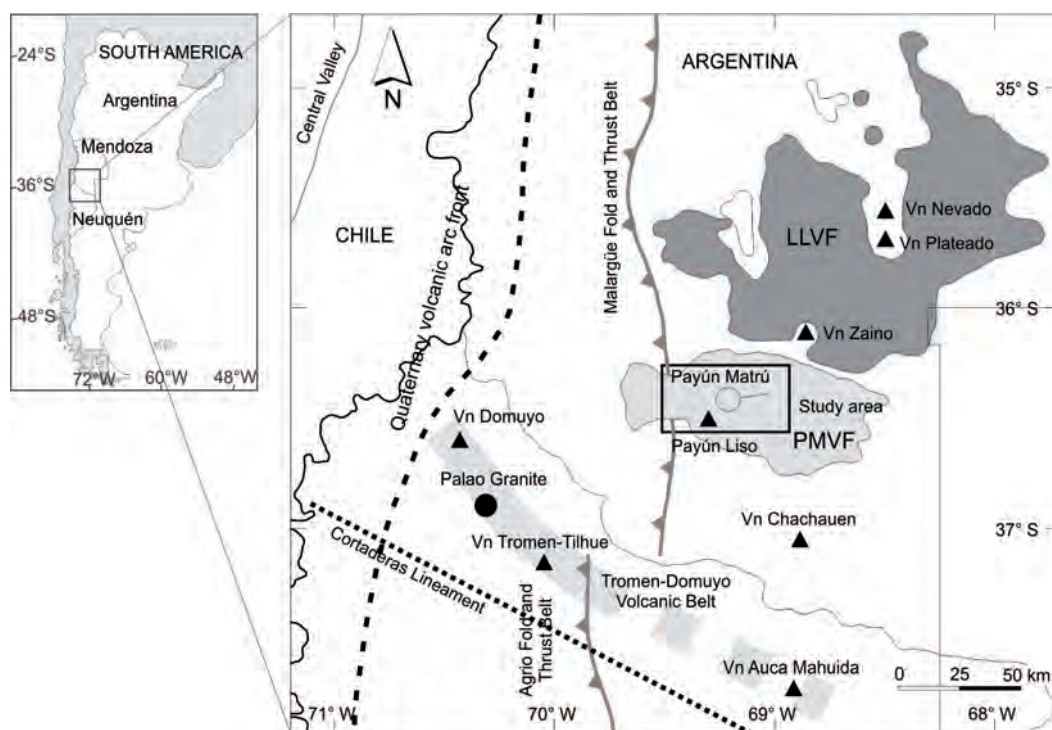 SOUTH AMERICA
24°S
Argentina
Mendoza
36°S
Neuquén
48°S
72°W
60°W
48°W
N
Central Valley
CHILE
Quaternary volcanic arc front
ARGENTINA
35°S
Malargüe Fold and Thrust Belt
Vn Nevado
LLVF
Vn Plateado
36°S
Vn Zaino
Payún Matrú
Study area
Payún Liso
PMVF
Vn Domuyo
Palao Granite
Vn Chachauen
37°S
Vn Tromen-Tilhue
Cortaderas Lineament
Tromen-Domuyo
Volcanic Belt
Agrio Fold and
Thrust Belt
Vn Auca Mahuida
0 25 50 km
71°W
70°W
69°W
68°W